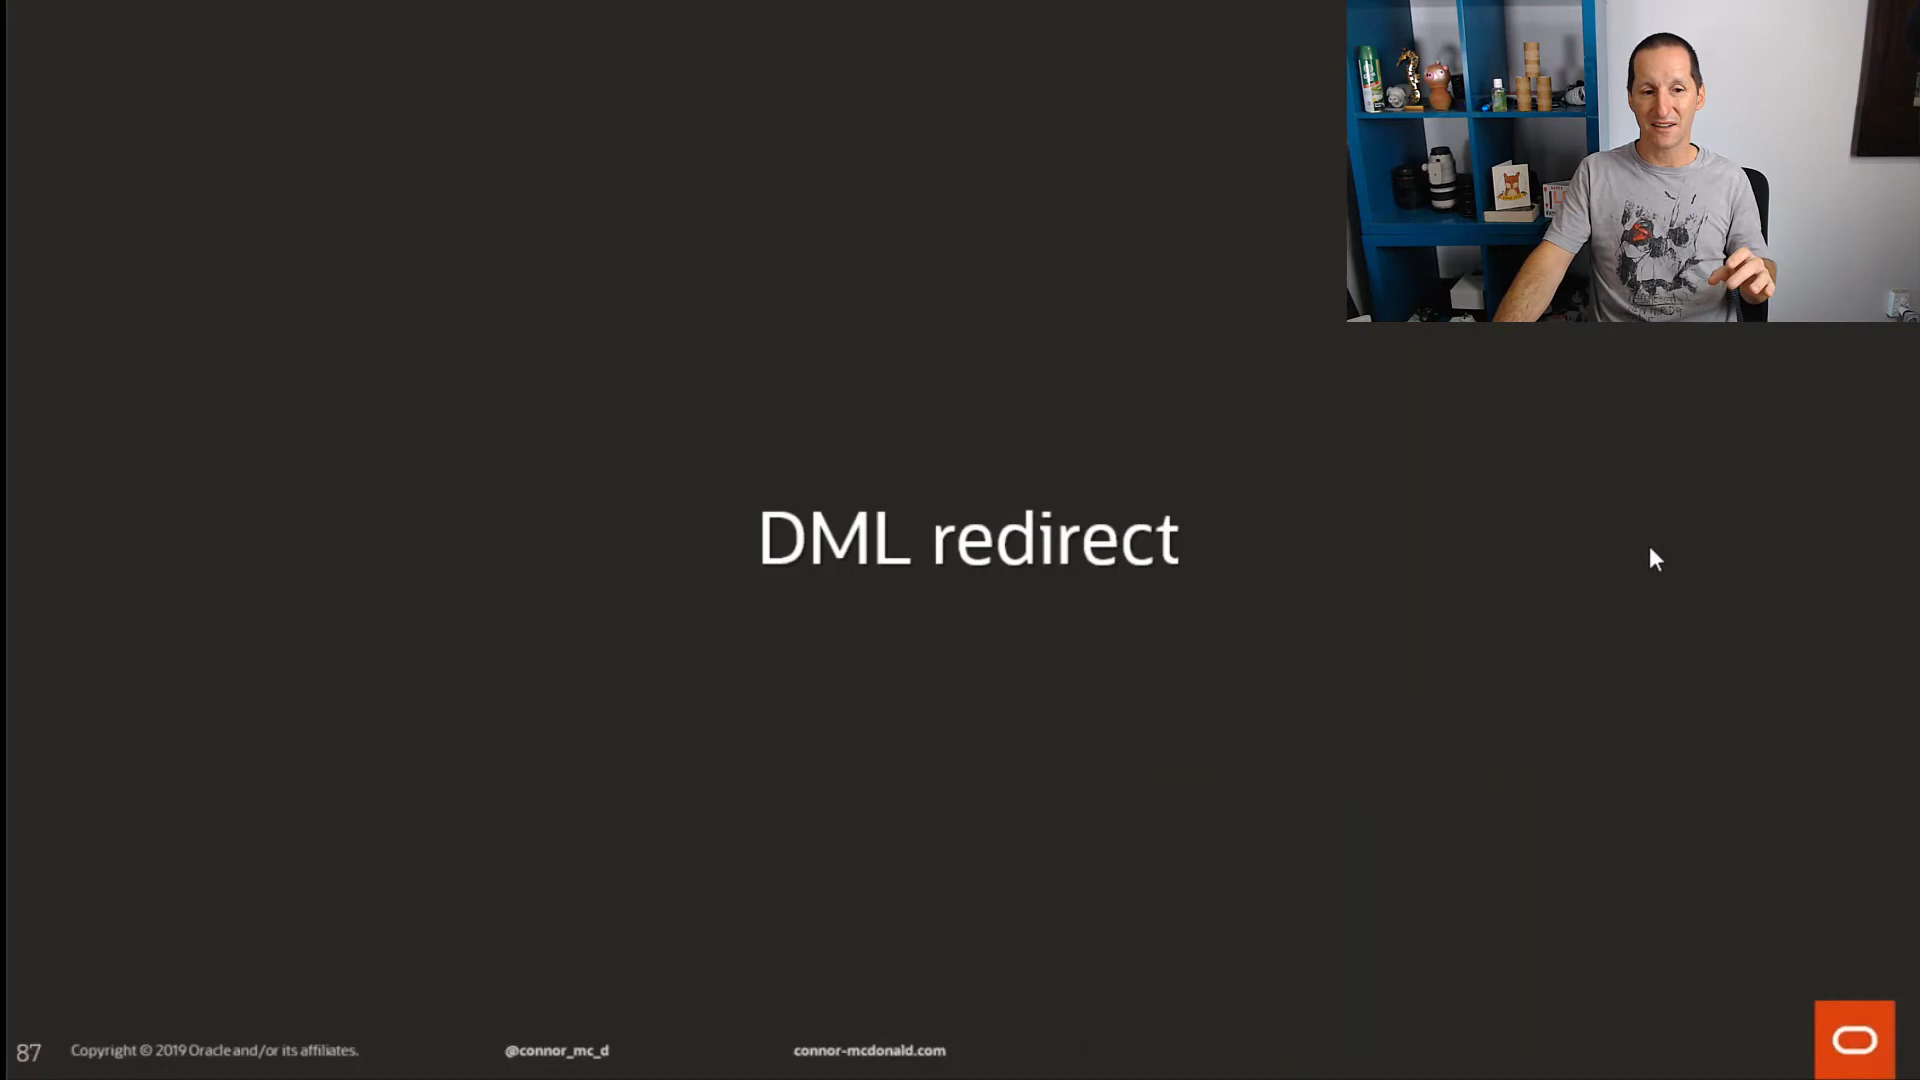 DML redirect
87 Copyright © 2019 Oracle and/or its affiliates. @connor_mc_d connor-mcdonald.com